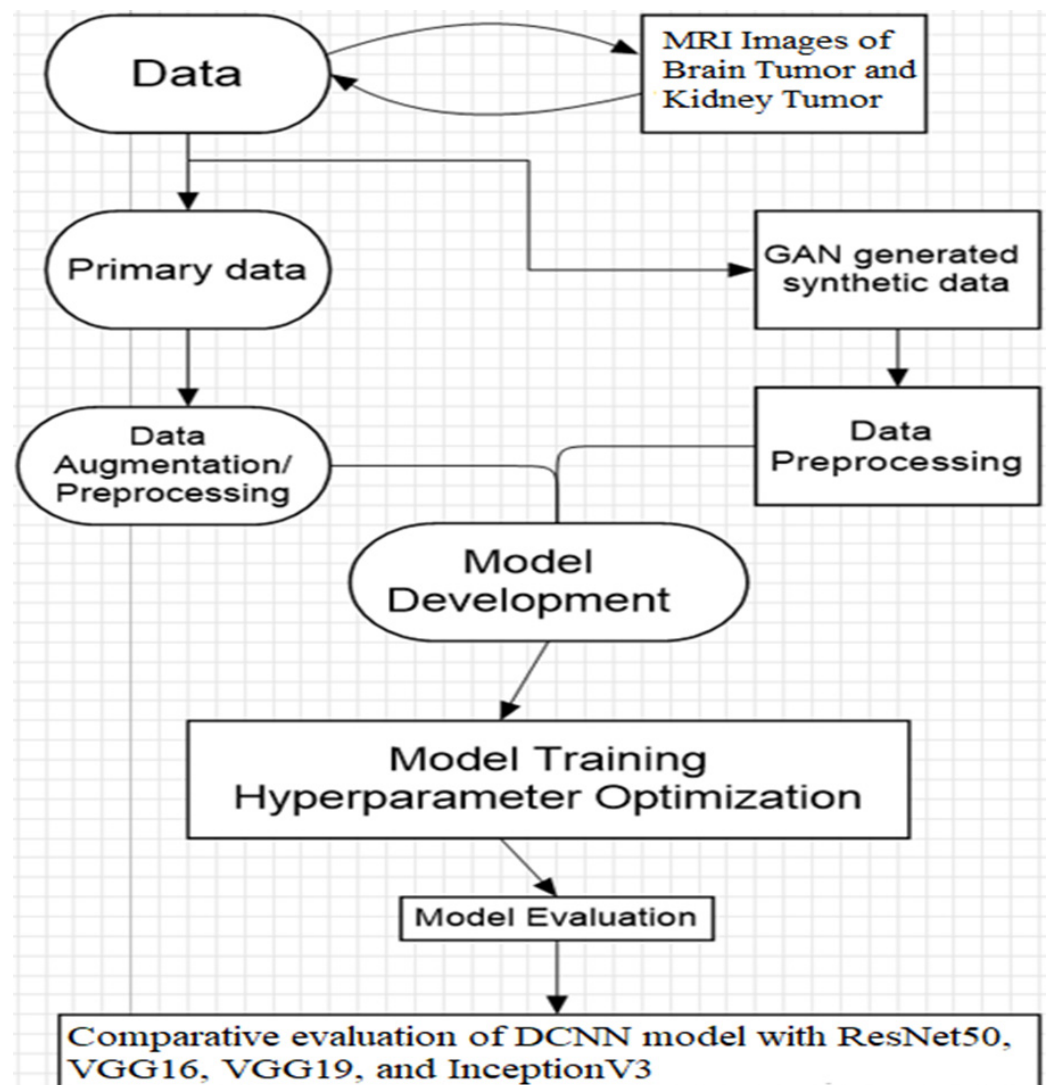 Data
MRI Images of
Brain Tumor and
Kidney Tumor
Primary data
GAN generated
synthetic data
Data
Augmentation/
Preprocessing
Data
Preprocessing
Model
Development
Model Training
Hyperparameter Optimization
Model Evaluation
Comparative evaluation of DCNN model with ResNet50,
VGG16, VGG19, and InceptionV3